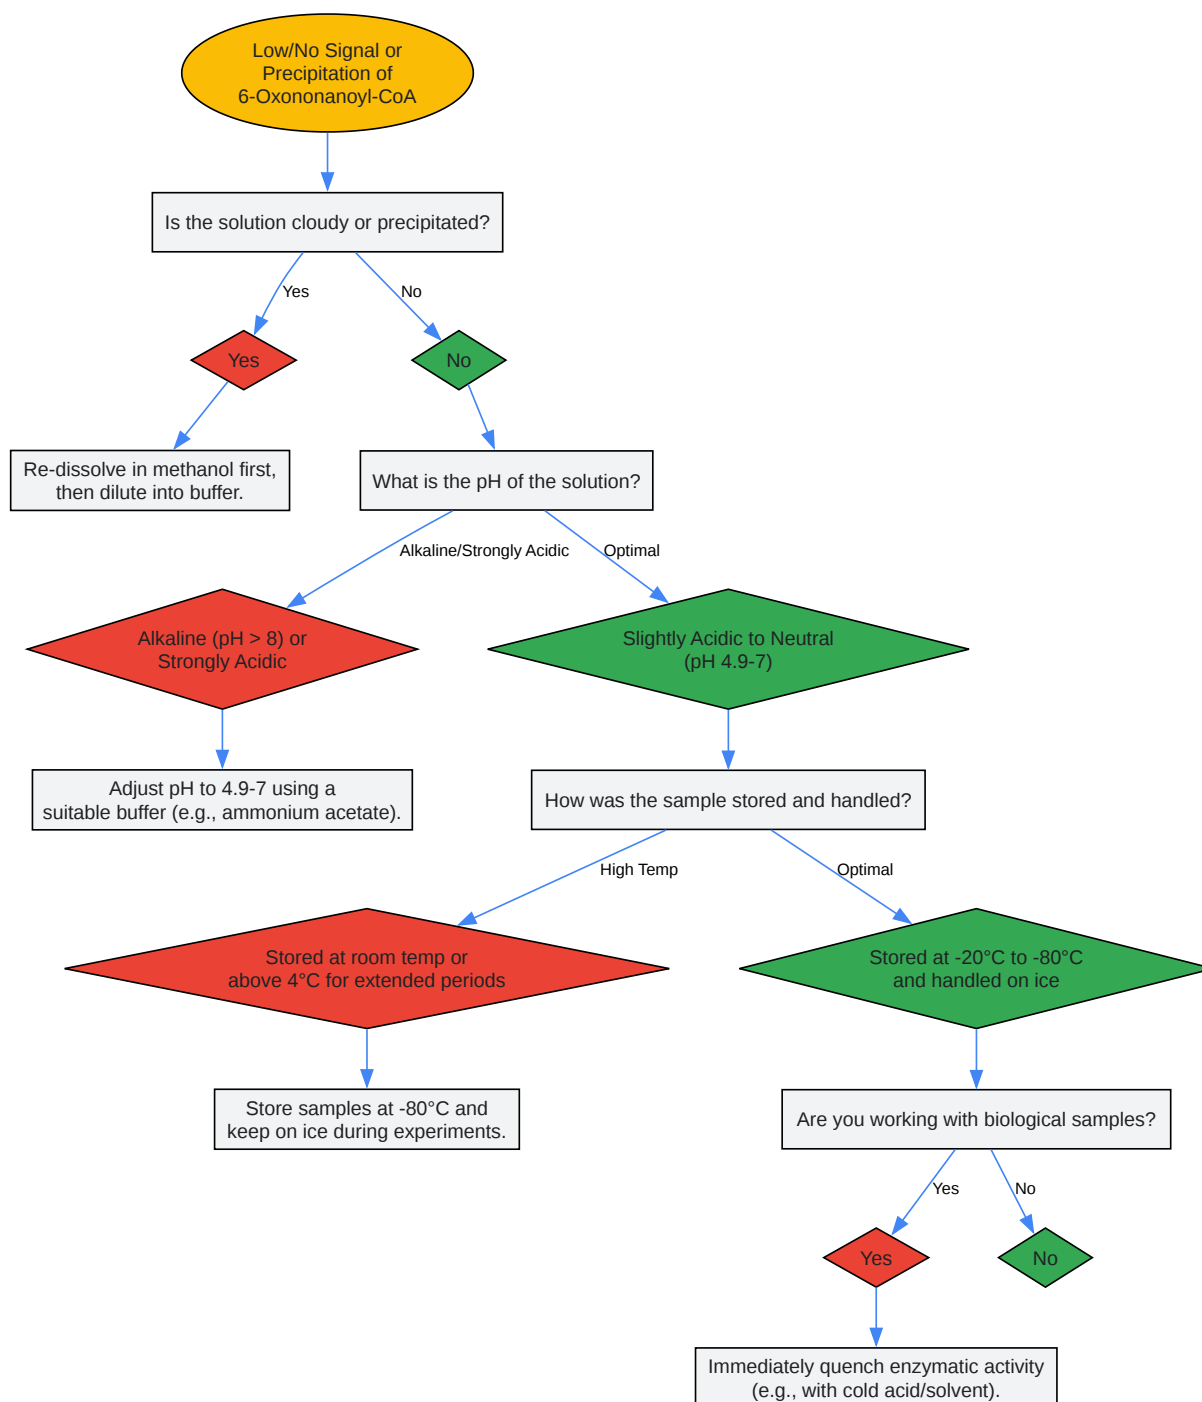 Low/No Signal or
Precipitation of
6-Oxononanoyl-CoA
Is the solution cloudy or precipitated?
Yes
No
Yes
No
Re-dissolve in methanol first,
then dilute into buffer.
What is the pH of the solution?
Alkaline/Strongly Acidic
Optimal
Alkaline (pH > 8) or
Strongly Acidic
Slightly Acidic to Neutral
(pH 4.9-7)
Adjust pH to 4.9-7 using a
suitable buffer (e.g., ammonium acetate).
How was the sample stored and handled?
High Temp
Optimal
Stored at room temp or
above 4°C for extended periods
Stored at -20°C to -80°C
and handled on ice
Store samples at -80°C and
keep on ice during experiments.
Are you working with biological samples?
Yes
No
Yes
No
Immediately quench enzymatic activity
(e.g., with cold acid/solvent).